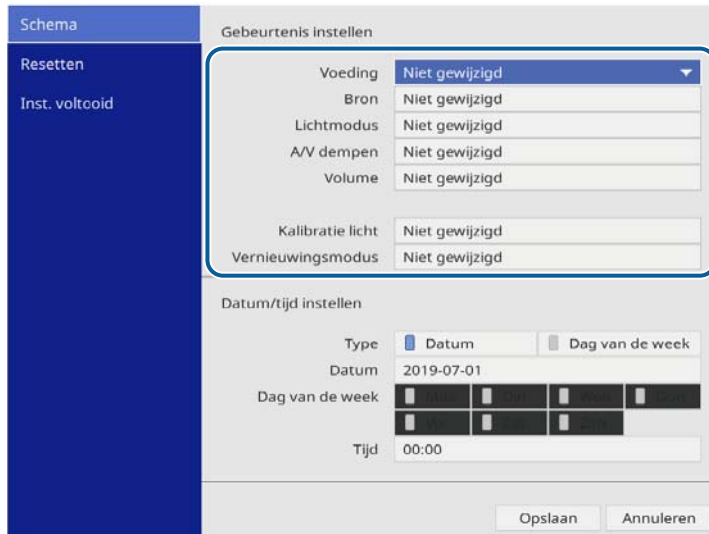 Schema
Resetten
Inst. voltooid
Gebeurtenis instellen
Voeding Niet gewijzigd
Bron Niet gewijzigd
Lichtmodus Niet gewijzigd
A/V dempen Niet gewijzigd
Volume Niet gewijzigd
Kalibratie licht Niet gewijzigd
Vernieuwingsmodus Niet gewijzigd
Datum/tijd instellen
Type Datum Dag van de week
Datum 2019-07-01
Dag van de week
Tijd 00:00
Opslaan Annuleren